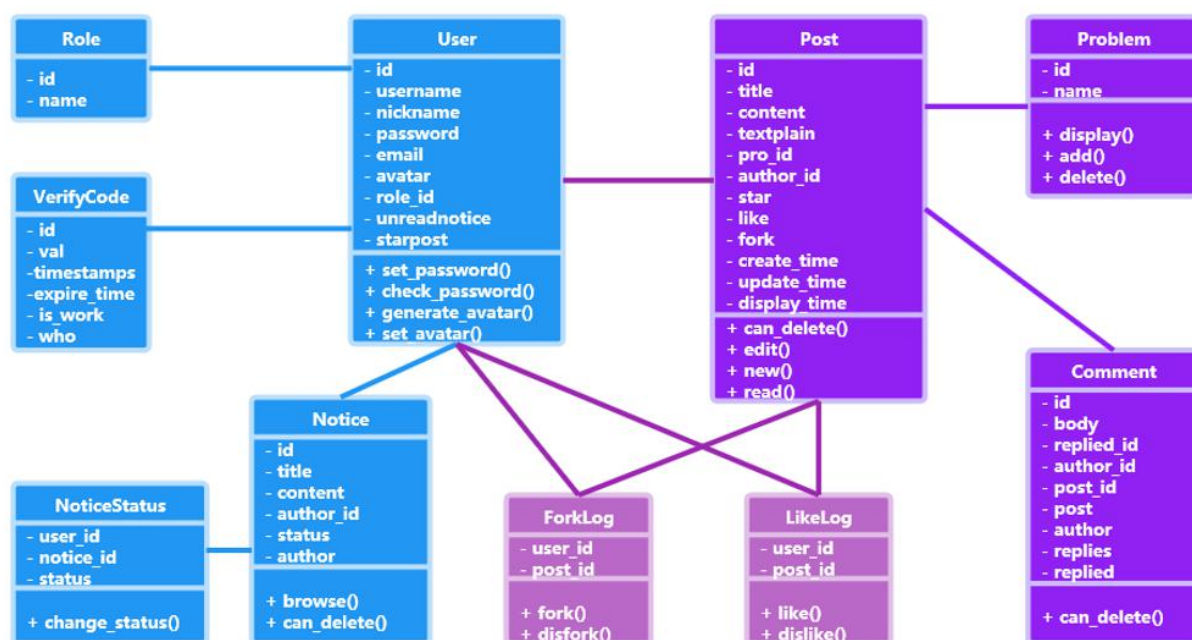 Role
- id
- name
User
- id
- username
- nickname
- password
- email
- avatar
- role_id
- unreadnotice
- starpost
+ set_password()
+ check_password()
+ generate_avatar()
+ set_avatar()
Post
- id
- title
- content
- textplain
- pro_id
- author_id
- star
- like
- fork
- create_time
- update_time
- display_time
+ can_delete()
+ edit()
+ new()
+ read()
Problem
- id
- name
+ display()
+ add()
+ delete()
VerifyCode
- id
- val
-timestamps
-expire_time
- is_work
- who
Notice
- id
- title
- content
- author_id
- status
- author
+ browse()
+ can_delete()
NoticeStatus
- user_id
- notice_id
- status
+ change_status()
ForkLog
- user_id
- post_id
+ fork()
+ disfork()
LikeLog
- user_id
- post_id
+ like()
+ dislike()
Comment
- id
- body
- replied_id
- author_id
- post_id
- post
- author
- replies
- replied
+ can_delete()